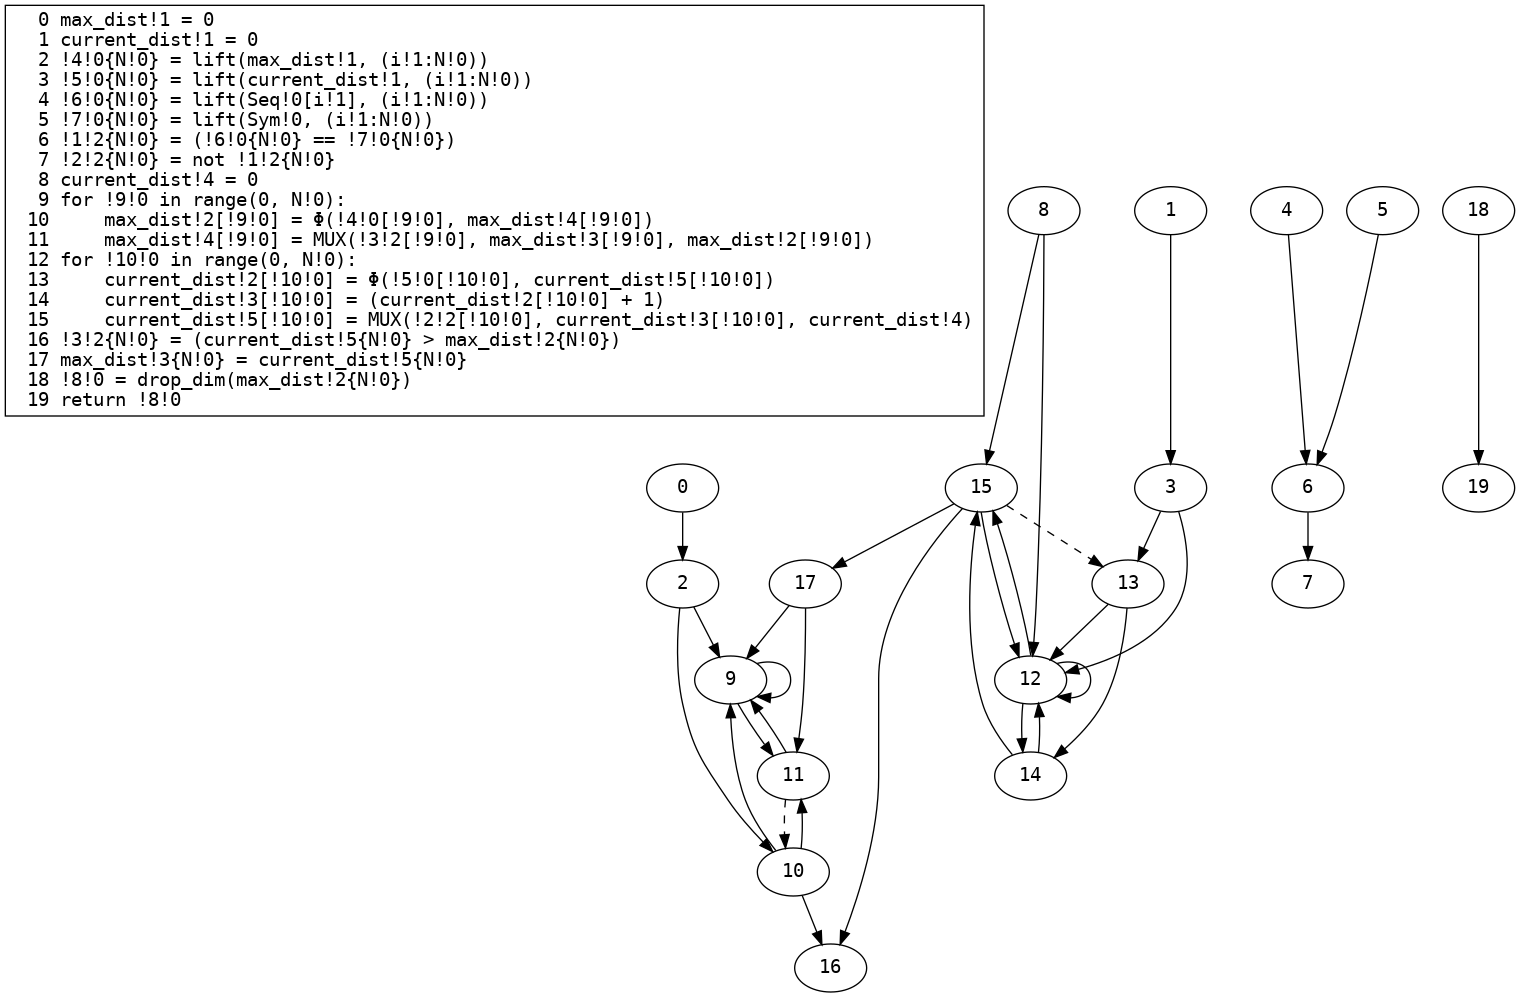 0 max_dist!1 = 0
1 current_dist!1 = 0
2 !4!0{N!0} = lift(max_dist!1, (i!1:N!0))
3 !5!0{N!0} = lift(current_dist!1, (i!1:N!0))
4 !6!0{N!0} = lift(Seq!0[i!1], (i!1:N!0))
5 !7!0{N!0} = lift(Sym!0, (i!1:N!0))
6 !1!2{N!0} = (!6!0{N!0} == !7!0{N!0})
7 !2!2{N!0} = not !1!2{N!0}
8 current_dist!4 = 0
9 for !9!0 in range(0, N!0):
10     max_dist!2[!9!0] = Φ(!4!0[!9!0], max_dist!4[!9!0])
11     max_dist!4[!9!0] = MUX(!3!2[!9!0], max_dist!3[!9!0], max_dist!2[!9!0])
12 for !10!0 in range(0, N!0):
13     current_dist!2[!10!0] = Φ(!5!0[!10!0], current_dist!5[!10!0])
14     current_dist!3[!10!0] = (current_dist!2[!10!0] + 1)
15     current_dist!5[!10!0] = MUX(!2!2[!10!0], current_dist!3[!10!0], current_dist!4)
16 !3!2{N!0} = (current_dist!5{N!0} > max_dist!2{N!0})
17 max_dist!3{N!0} = current_dist!5{N!0}
18 !8!0 = drop_dim(max_dist!2{N!0})
19 return !8!0
8
1
4
5
18
0
15
3
6
19
2
17
13
7
9
12
11
14
10
16